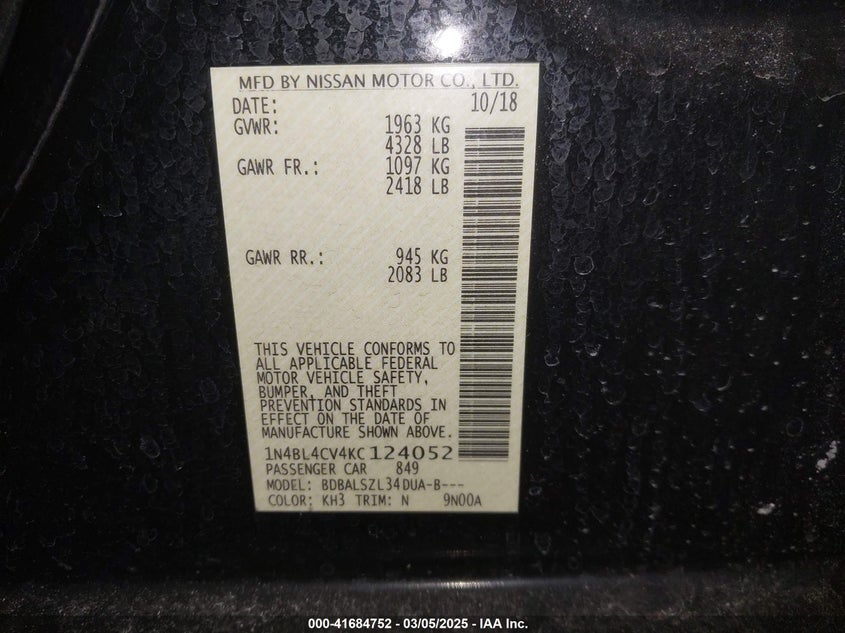 MFD BY NISSAN MOTOR CO., LTD.
DATE: 10/18
GVWR: 1963 KG
4328 LB
GAWR FR.: 1097 KG
2418 LB
GAWR RR.: 945 KG
2083 LB
THIS VEHICLE CONFORMS TO
ALL APPLICABLE FEDERAL
MOTOR VEHICLE SAFETY,
BUMPER, AND THEFT
PREVENTION STANDARDS IN
EFFECT ON THE DATE OF
MANUFACTURE SHOWN ABOVE.
1N4BL4CV4KC124052
PASSENGER CAR 849
MODEL: BDBALSZL34DUA-B---
COLOR: KH3 TRIM: N 9N00A
000-41684752 — 03/05/2025 — IAA Inc.